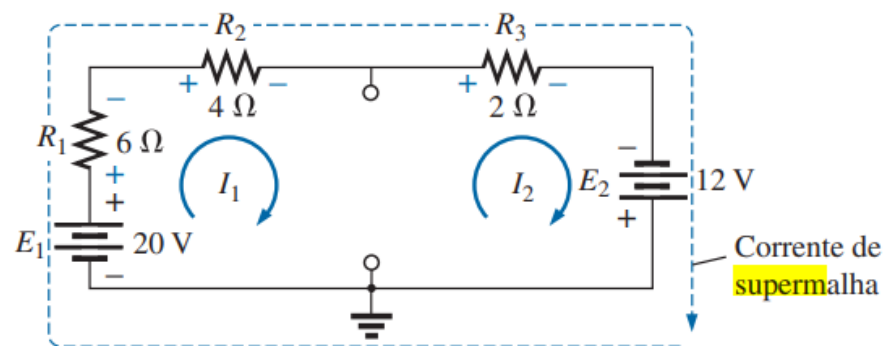 R2 R3
+ − + −
4 Ω 2 Ω
−
R1 6 Ω
+
+
I1 I2
E1 20 V
−
−
E2 12 V
+
Corrente de
supermalha